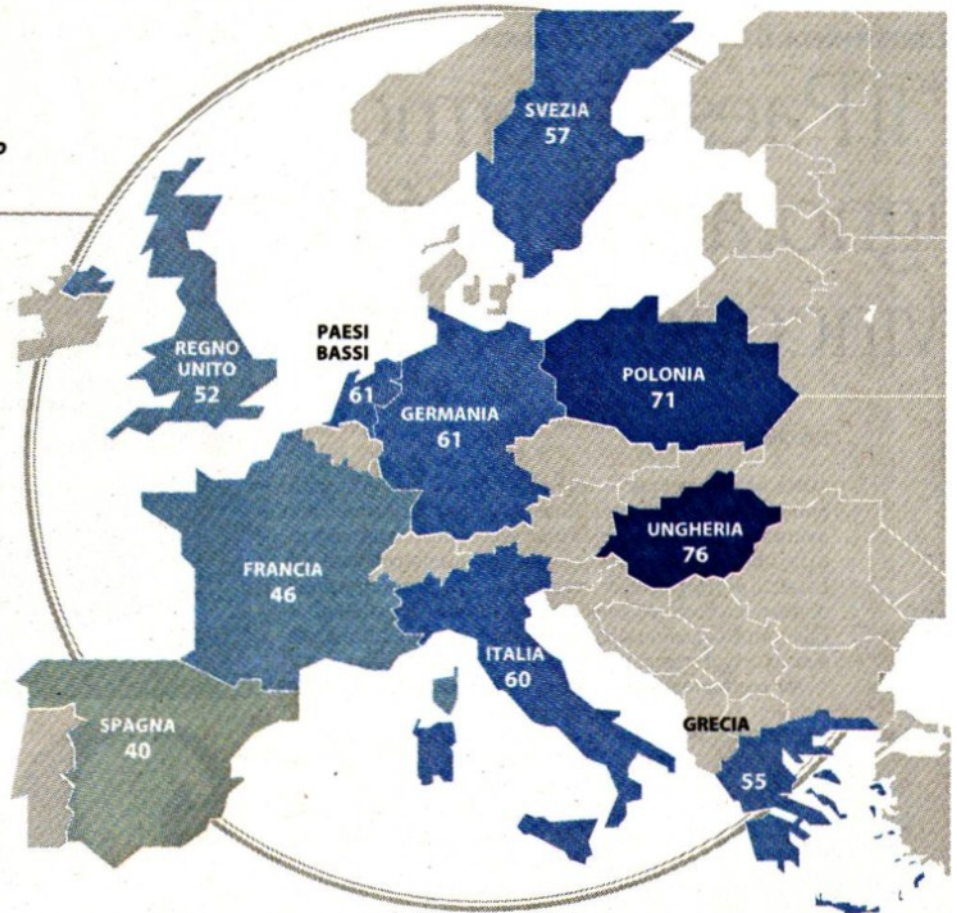 SVEZIA
57
REGNO
UNITO
52
PAESI
BASSI
61
GERMANIA
61
POLONIA
71
UNGHERIA
76
FRANCIA
46
ITALIA
60
SPAGNA
40
GRECIA
55